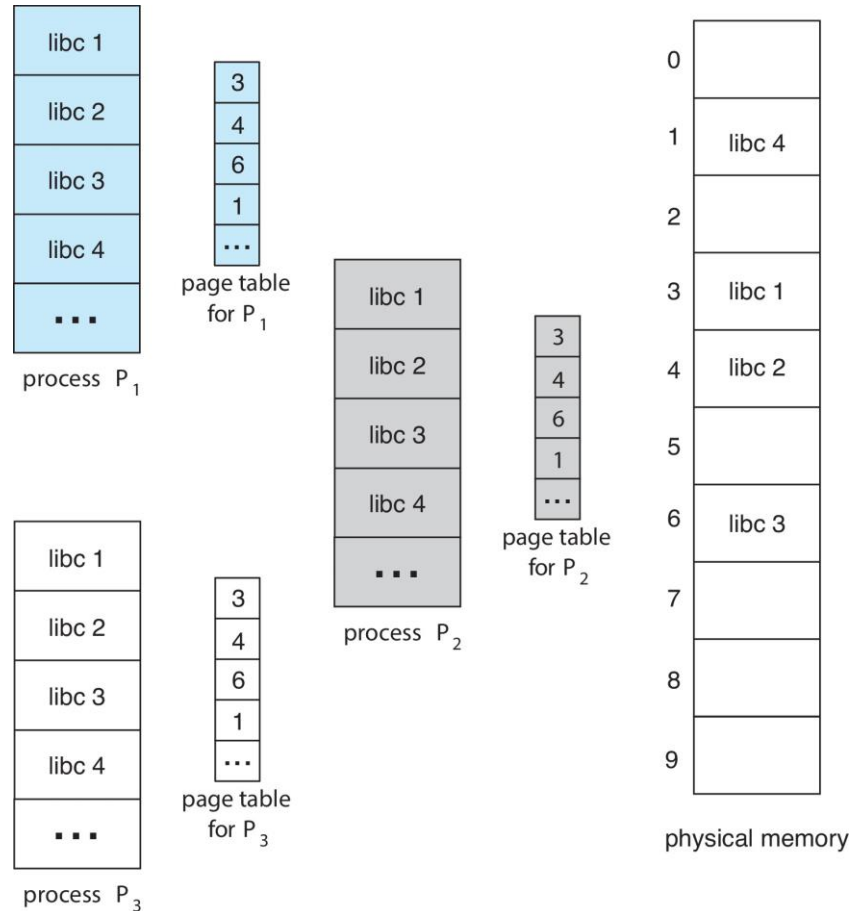 libc 1
libc 2
libc 3
libc 4
...
process P1
3
4
6
1
...
page table
for P1
libc 1
libc 2
libc 3
libc 4
...
process P2
3
4
6
1
...
page table
for P2
libc 1
libc 2
libc 3
libc 4
...
process P3
3
4
6
1
...
page table
for P3
0
1 libc 4
2
3 libc 1
4 libc 2
5
6 libc 3
7
8
9
physical memory